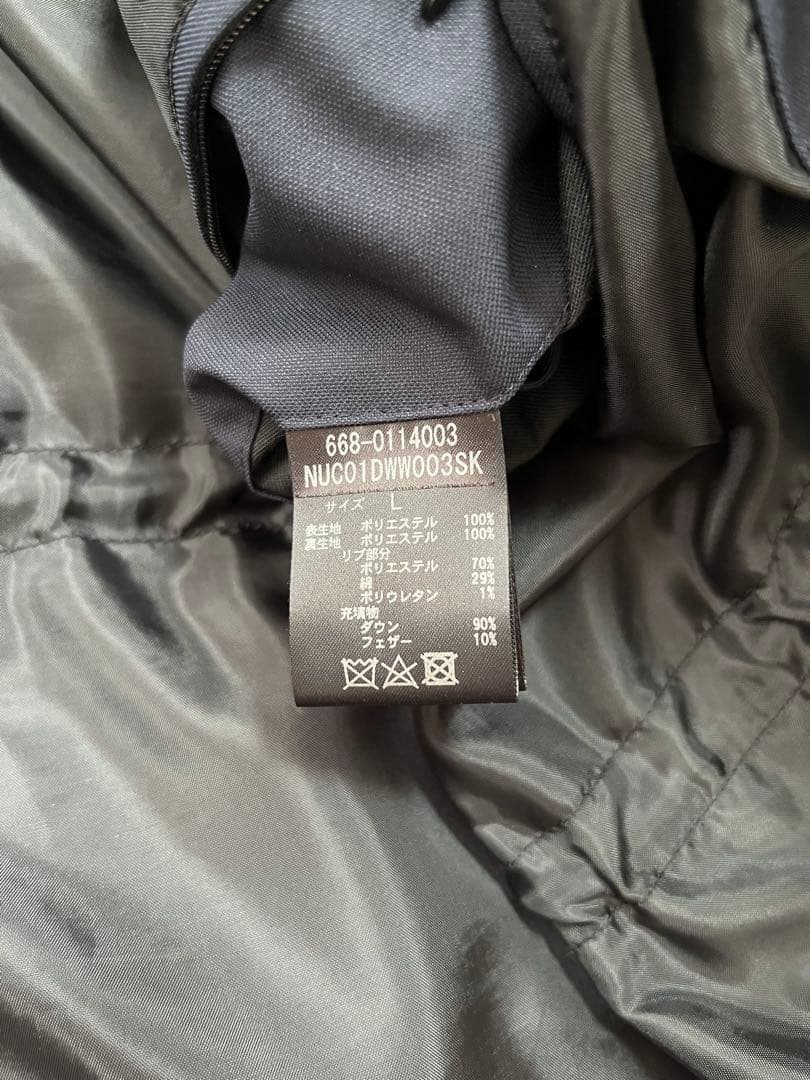 668-0114003
NUC01DWW003SK
サイズ L
表生地 ポリエステル 100%
裏生地 ポリエステル 100%
リブ部分
ポリエステル 70%
綿 29%
ポリウレタン 1%
充填物
ダウン 90%
フェザー 10%